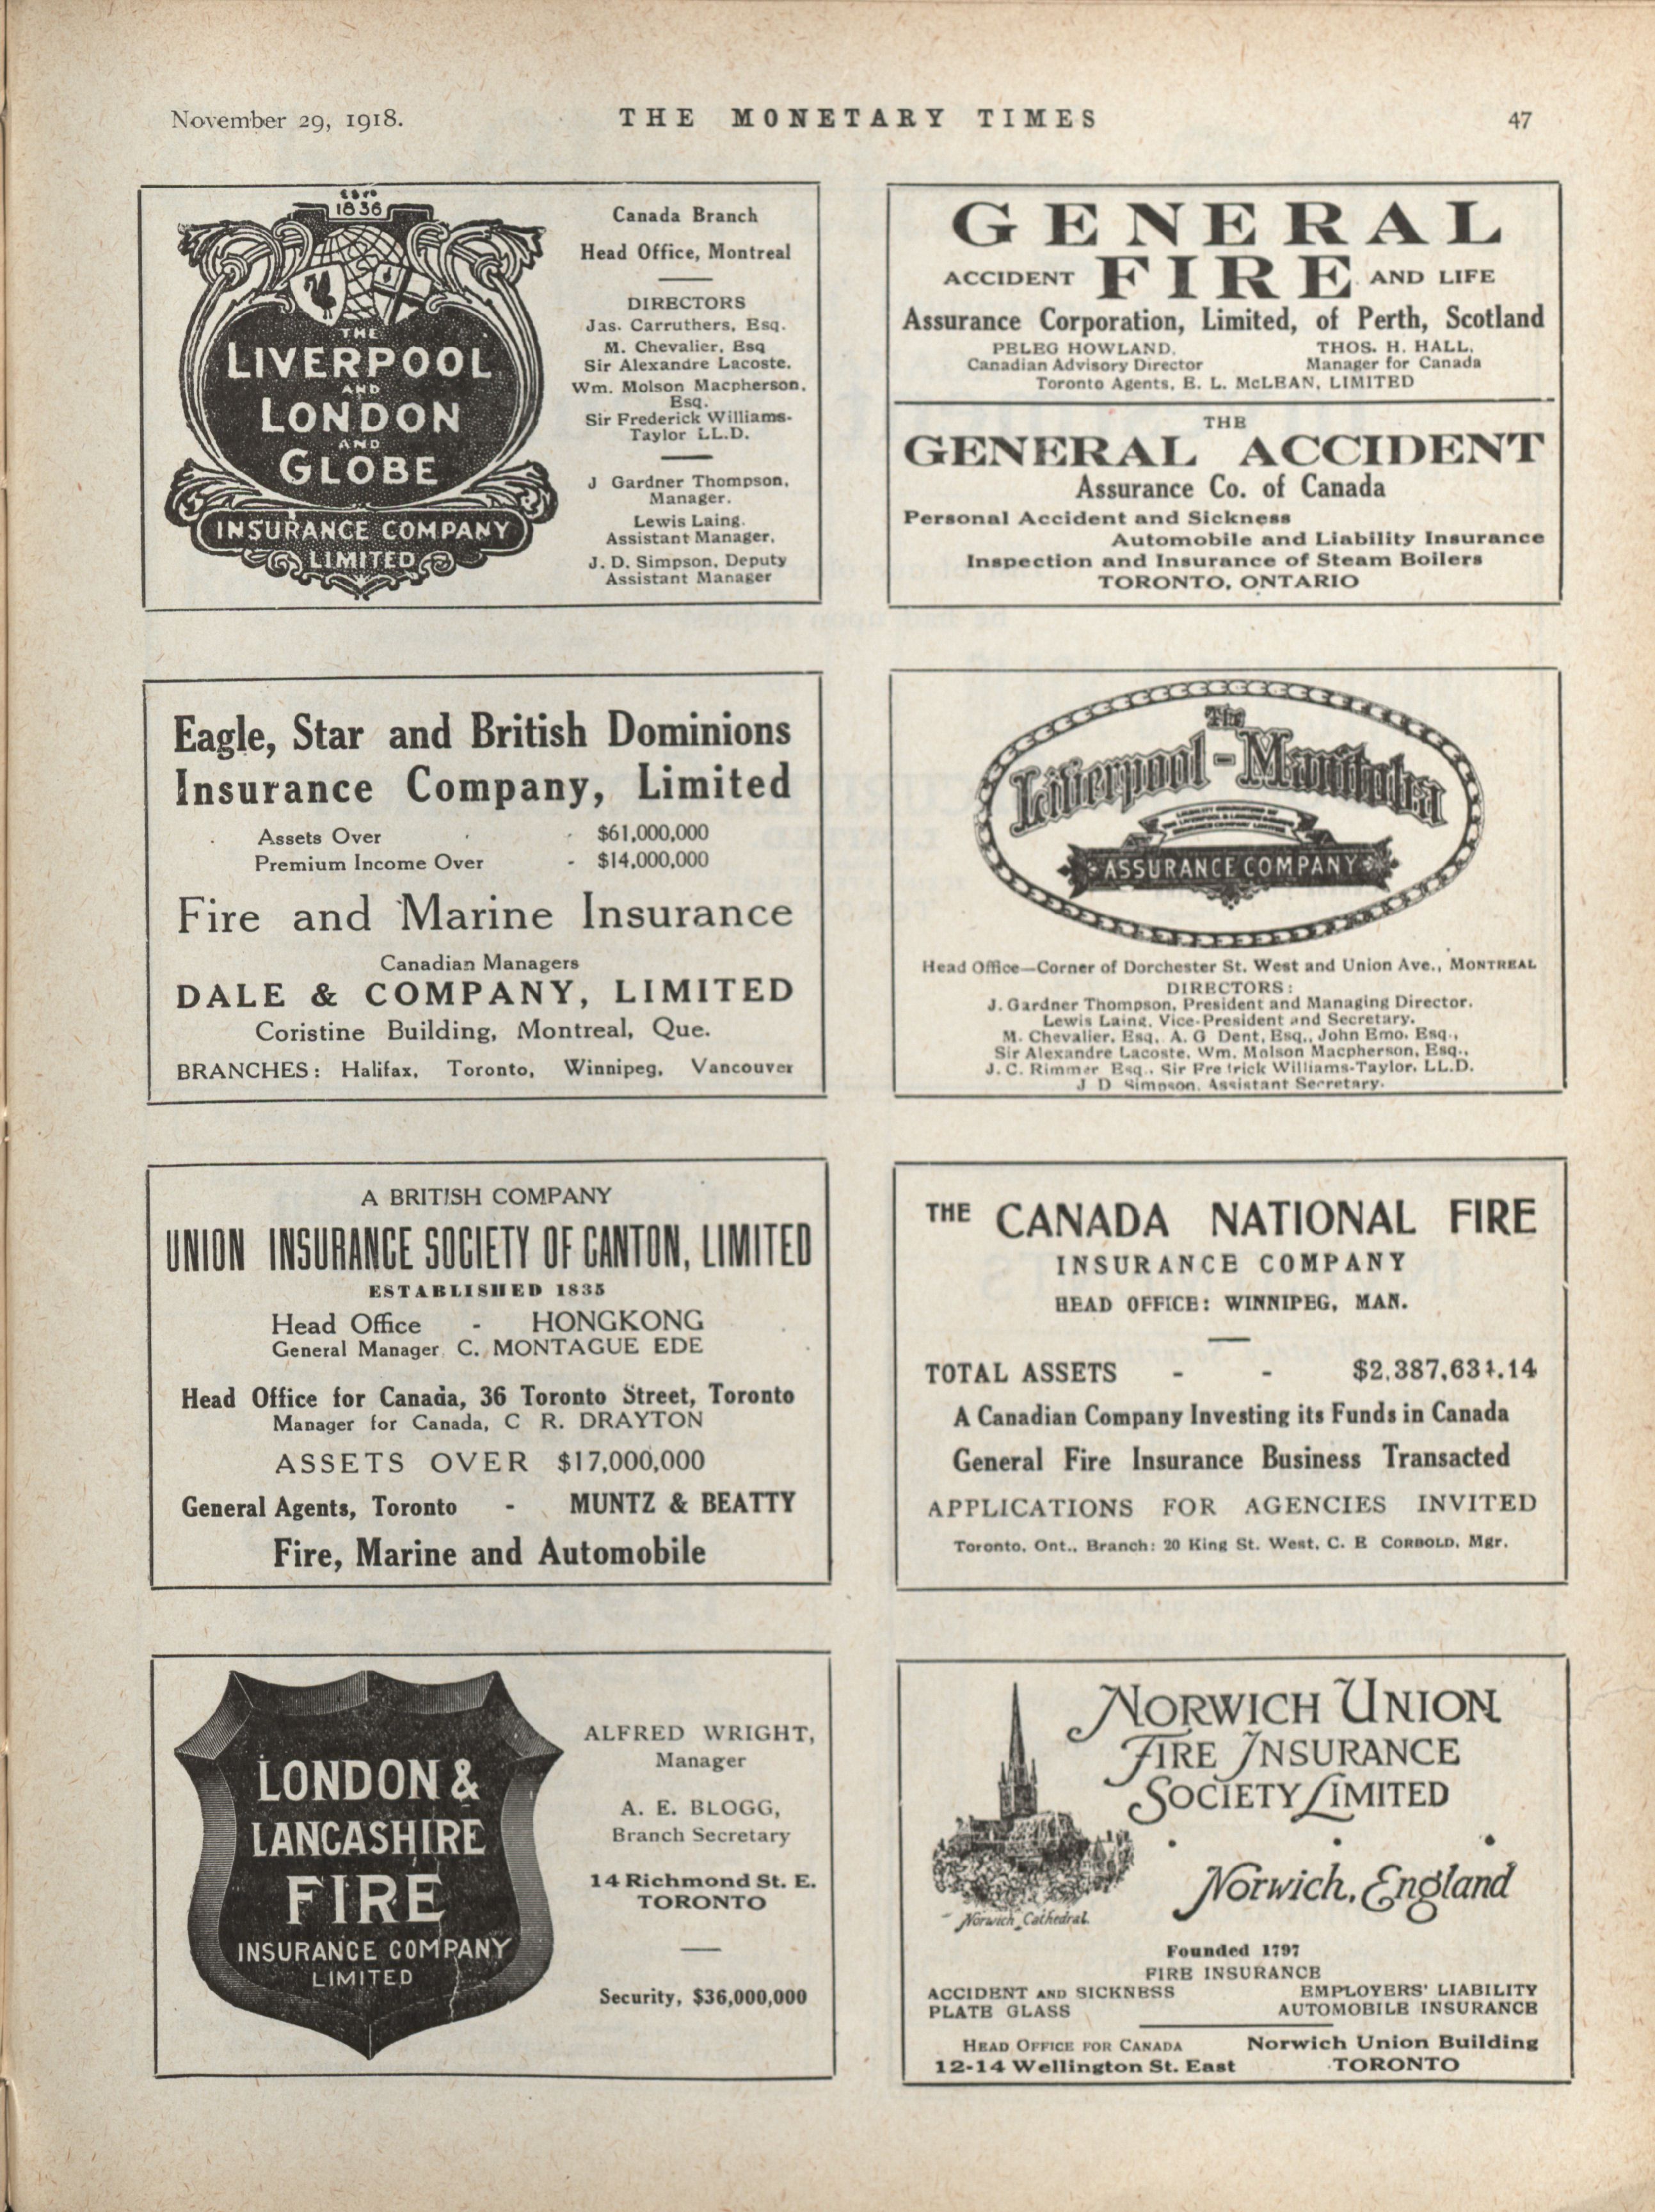 November 29, 1918.
THE MONETARY TIMES
47
ESTD
1836
THE
LIVERPOOL
AND
LONDON
AND
GLOBE
INSURANCE COMPANY
LIMITED
Canada Branch
Head Office, Montreal
DIRECTORS
Jas. Carruthers, Esq.
M. Chevalier, Esq
Sir Alexandre Lacoste.
Wm. Molson Macpherson,
Esq.
Sir Frederick Williams-
Taylor LL.D.
J Gardner Thompson,
Manager.
Lewis Laing.
Assistant Manager.
J. D. Simpson, Deputy
Assistant Manager
GENERAL
ACCIDENT FIRE AND LIFE
Assurance Corporation, Limited, of Perth, Scotland
PELEG HOWLAND, THOS. H. HALL,
Canadian Advisory Director Manager for Canada
Toronto Agents, E. L. McLEAN, LIMITED
THE
GENERAL ACCIDENT
Assurance Co. of Canada
Personal Accident and Sickness
Automobile and Liability Insurance
Inspection and Insurance of Steam Boilers
TORONTO, ONTARIO
Eagle, Star and British Dominions
Insurance Company, Limited
Assets Over - $61,000,000
Premium Income Over - $14,000,000
Fire and Marine Insurance
Canadian Managers
DALE & COMPANY, LIMITED
Coristine Building, Montreal, Que.
BRANCHES: Halifax, Toronto, Winnipeg, Vancouver
The
Liverpool-Manitoba
ASSURANCE COMPANY
Head Office—Corner of Dorchester St. West and Union Ave., MONTREAL
DIRECTORS:
J. Gardner Thompson, President and Managing Director.
Lewis Laing, Vice-President and Secretary.
M. Chevalier, Esq. A. G Dent, Esq., John Emo, Esq.,
Sir Alexandre Lacoste. Wm. Molson Macpherson, Esq.,
J. C. Rimmer Esq., Sir Fre trick Williams-Taylor, LL.D.
J D Simpson, Assistant Secretary.
A BRITISH COMPANY
UNION INSURANCE SOCIETY OF CANTON, LIMITED
ESTABLISHED 1835
Head Office - HONGKONG
General Manager, C. MONTAGUE EDE
Head Office for Canada, 36 Toronto Street, Toronto
Manager for Canada, C R. DRAYTON
ASSETS OVER $17,000,000
General Agents, Toronto - MUNTZ & BEATTY
Fire, Marine and Automobile
THE CANADA NATIONAL FIRE
INSURANCE COMPANY
HEAD OFFICE: WINNIPEG, MAN.
TOTAL ASSETS - - $2,387,634.14
A Canadian Company Investing its Funds in Canada
General Fire Insurance Business Transacted
APPLICATIONS FOR AGENCIES INVITED
Toronto, Ont., Branch: 20 King St. West, C. E CORBOLD, Mgr.
LONDON &
LANCASHIRE
FIRE
INSURANCE COMPANY
LIMITED
ALFRED WRIGHT,
Manager
A. E. BLOGG,
Branch Secretary
14 Richmond St. E.
TORONTO
Security, $36,000,000
NORWICH UNION
FIRE INSURANCE
SOCIETY LIMITED
Norwich, England
Norwich Cathedral.
Founded 1797
FIRE INSURANCE
ACCIDENT AND SICKNESS EMPLOYERS' LIABILITY
PLATE GLASS AUTOMOBILE INSURANCE
HEAD OFFICE FOR CANADA Norwich Union Building
12-14 Wellington St. East TORONTO